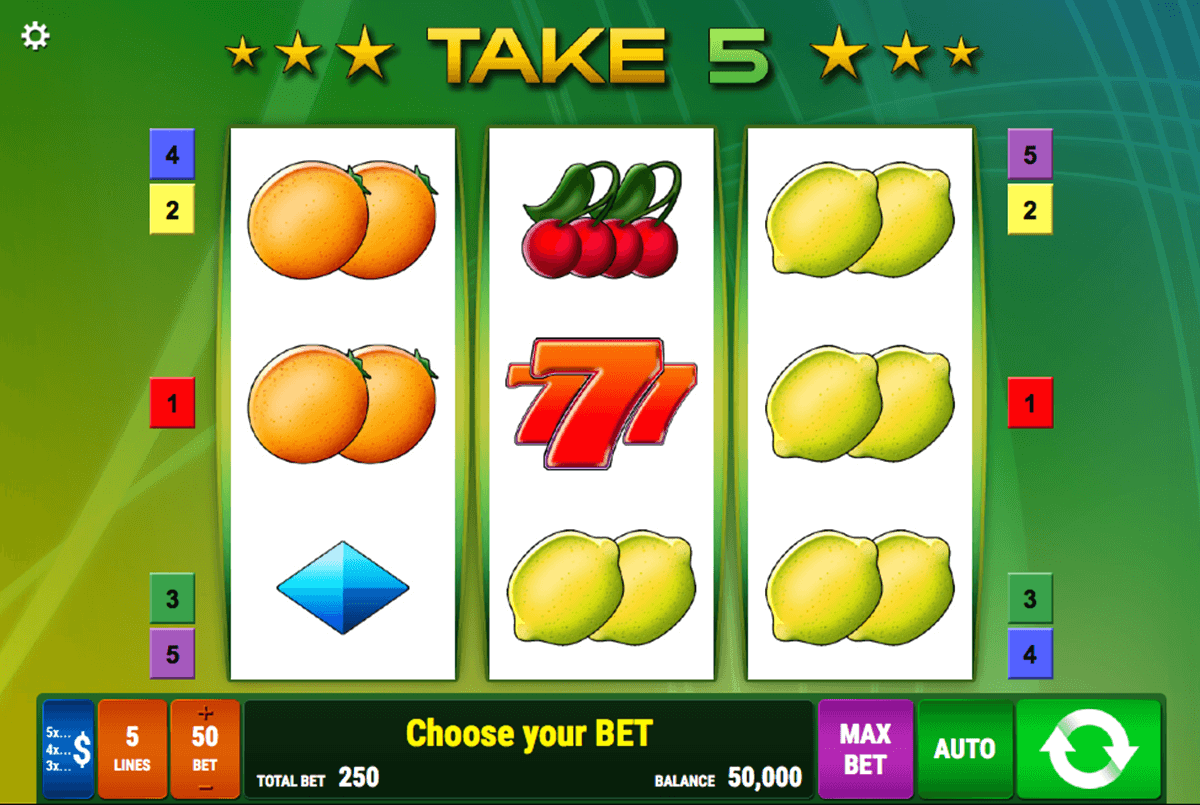 TAKE 5
4
5
2
2
777
1
1
3
3
5
4
5x...
4x...
3x...
$
5
LINES
+
50
BET
−
Choose your BET
TOTAL BET 250
BALANCE 50,000
MAX
BET
AUTO